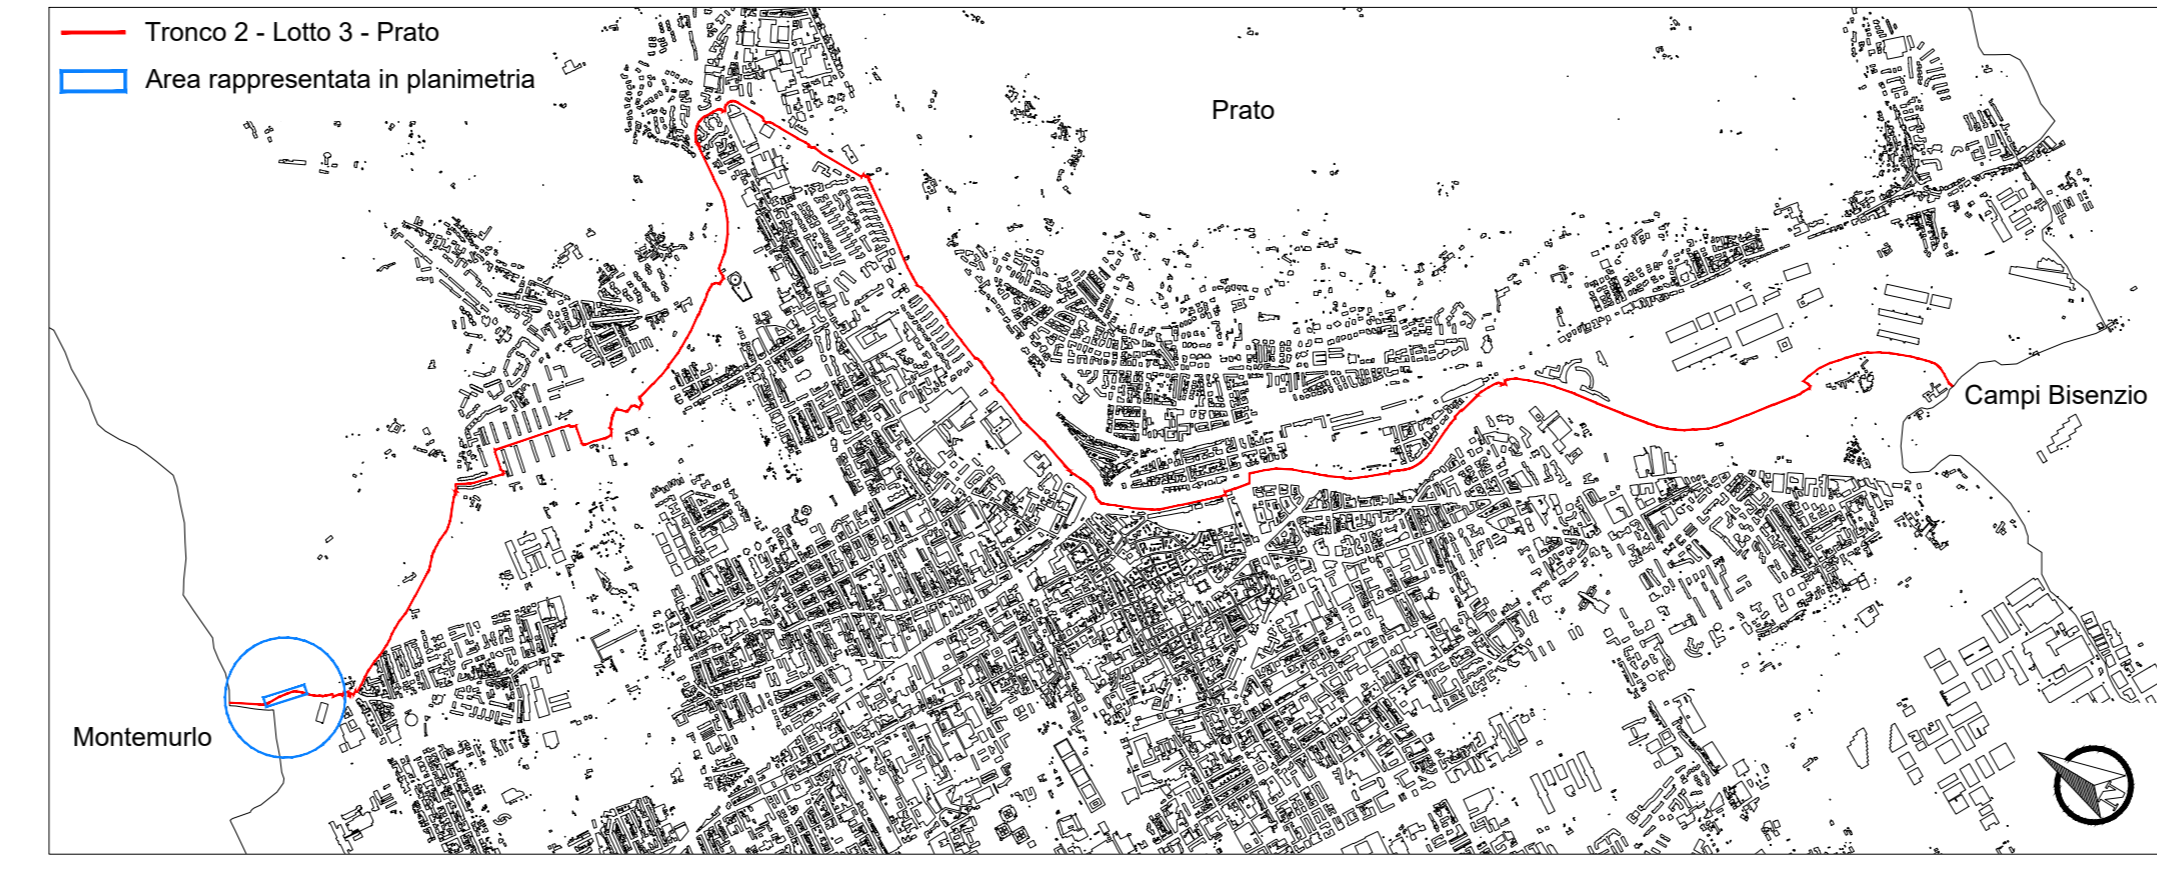 Tronco 2 - Lotto 3 - Prato
Area rappresentata in planimetria
Prato
Campi Bisenzio
Montemurlo